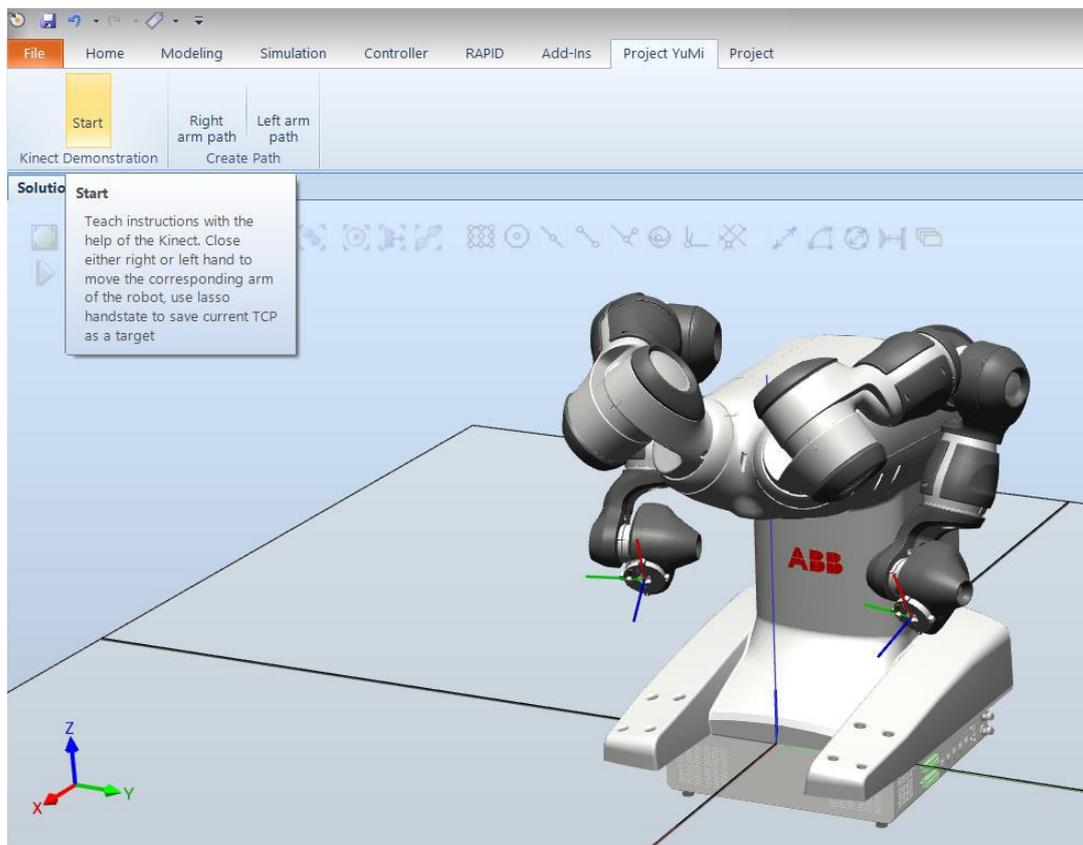 File Home Modeling Simulation Controller RAPID Add-Ins Project YuMi Project
Start
Right arm path
Left arm path
Kinect Demonstration Create Path
Solutio
Start
Teach instructions with the
help of the Kinect. Close
either right or left hand to
move the corresponding arm
of the robot, use lasso
handstate to save current TCP
as a target
ABB
Z
X
Y